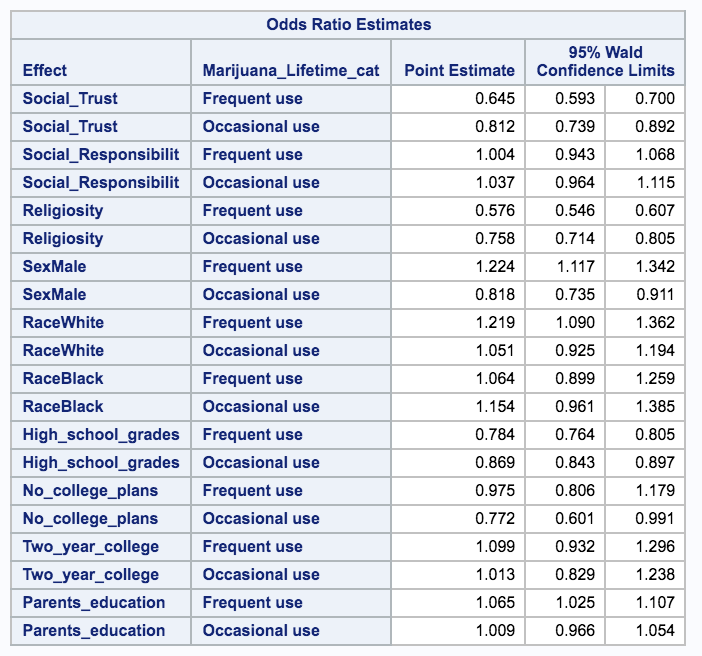 Odds Ratio Estimates
Effect Marijuana_Lifetime_cat Point Estimate 95% Wald Confidence Limits
Social_Trust Frequent use 0.645 0.593 0.700
Social_Trust Occasional use 0.812 0.739 0.892
Social_Responsibilit Frequent use 1.004 0.943 1.068
Social_Responsibilit Occasional use 1.037 0.964 1.115
Religiosity Frequent use 0.576 0.546 0.607
Religiosity Occasional use 0.758 0.714 0.805
SexMale Frequent use 1.224 1.117 1.342
SexMale Occasional use 0.818 0.735 0.911
RaceWhite Frequent use 1.219 1.090 1.362
RaceWhite Occasional use 1.051 0.925 1.194
RaceBlack Frequent use 1.064 0.899 1.259
RaceBlack Occasional use 1.154 0.961 1.385
High_school_grades Frequent use 0.784 0.764 0.805
High_school_grades Occasional use 0.869 0.843 0.897
No_college_plans Frequent use 0.975 0.806 1.179
No_college_plans Occasional use 0.772 0.601 0.991
Two_year_college Frequent use 1.099 0.932 1.296
Two_year_college Occasional use 1.013 0.829 1.238
Parents_education Frequent use 1.065 1.025 1.107
Parents_education Occasional use 1.009 0.966 1.054